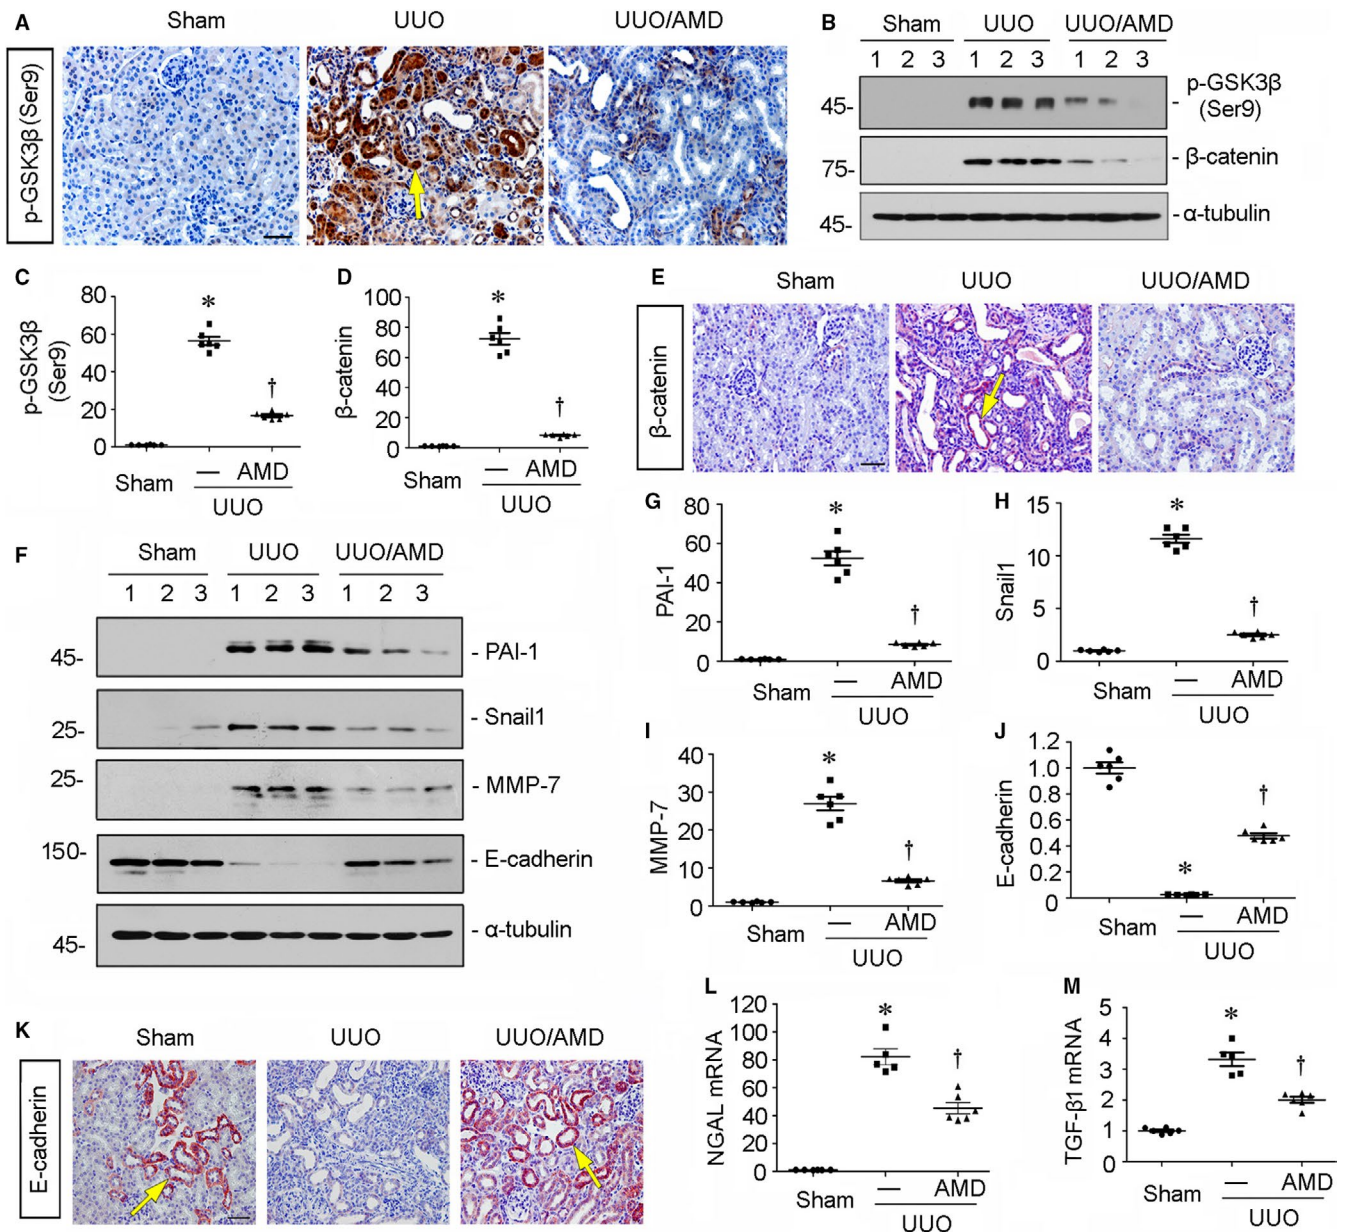 A Sham UUO UUO/AMD
p-GSK3β (Ser9)
B Sham UUO UUO/AMD
1 2 3 1 2 3 1 2 3
45- - p-GSK3β
(Ser9)
75- - β-catenin
45- - α-tubulin
C
p-GSK3β
(Ser9)
80
*
60
40
†
20
0
Sham — AMD
UUO
D
β-catenin
100
*
80
60
40
†
20
0
Sham — AMD
UUO
E Sham UUO UUO/AMD
β-catenin
F Sham UUO UUO/AMD
1 2 3 1 2 3 1 2 3
45- - PAI-1
25- - Snail1
25- - MMP-7
150- - E-cadherin
45- - α-tubulin
G
PAI-1
80
*
60
40
20
†
0
Sham — AMD
UUO
H
Snail1
15
*
10
5
†
0
Sham — AMD
UUO
I
MMP-7
40
*
30
20
10
†
0
Sham — AMD
UUO
J
E-cadherin
1.2
1.0
0.8
†
0.6
0.4
0.2
*
0
Sham — AMD
UUO
K Sham UUO UUO/AMD
E-cadherin
L
NGAL mRNA
120
*
100
80
†
60
40
20
0
Sham — AMD
UUO
M
TGF-β1 mRNA
5
*
4
3
†
2
1
0
Sham — AMD
UUO